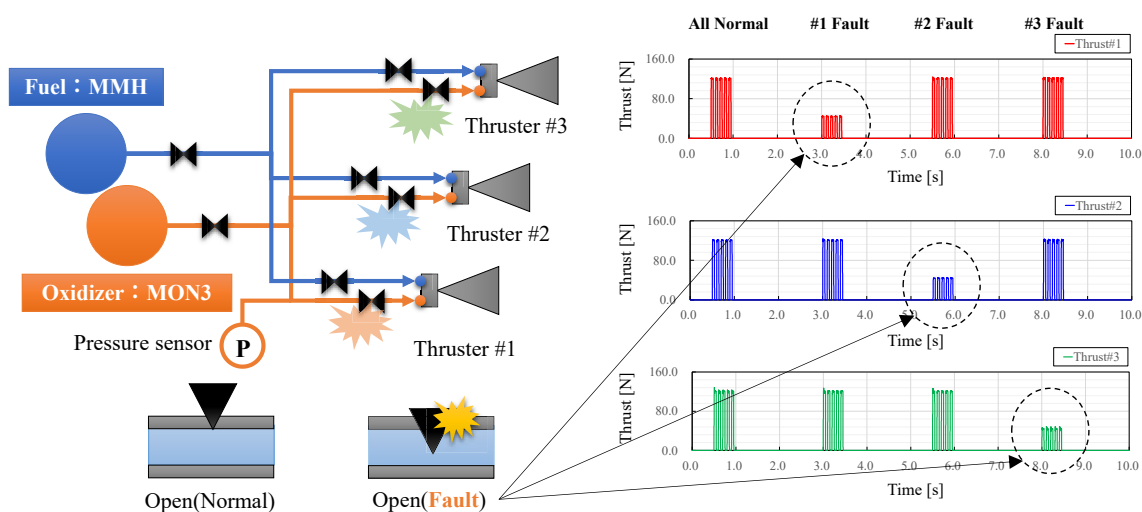 Fuel：MMH
Oxidizer：MON3
Pressure sensor
P
Thruster #3
Thruster #2
Thruster #1
Open(Normal)
Open(Fault)
All Normal #1 Fault #2 Fault #3 Fault
Thrust#1
Thrust [N]
160.0
80.0
0.0
0.0 1.0 2.0 3.0 4.0 5.0 6.0 7.0 8.0 9.0 10.0
Time [s]
Thrust#2
Thrust [N]
160.0
80.0
0.0
0.0 1.0 2.0 3.0 4.0 5.0 6.0 7.0 8.0 9.0 10.0
Time [s]
Thrust#3
Thrust [N]
160.0
80.0
0.0
0.0 1.0 2.0 3.0 4.0 5.0 6.0 7.0 8.0 9.0 10.0
Time [s]